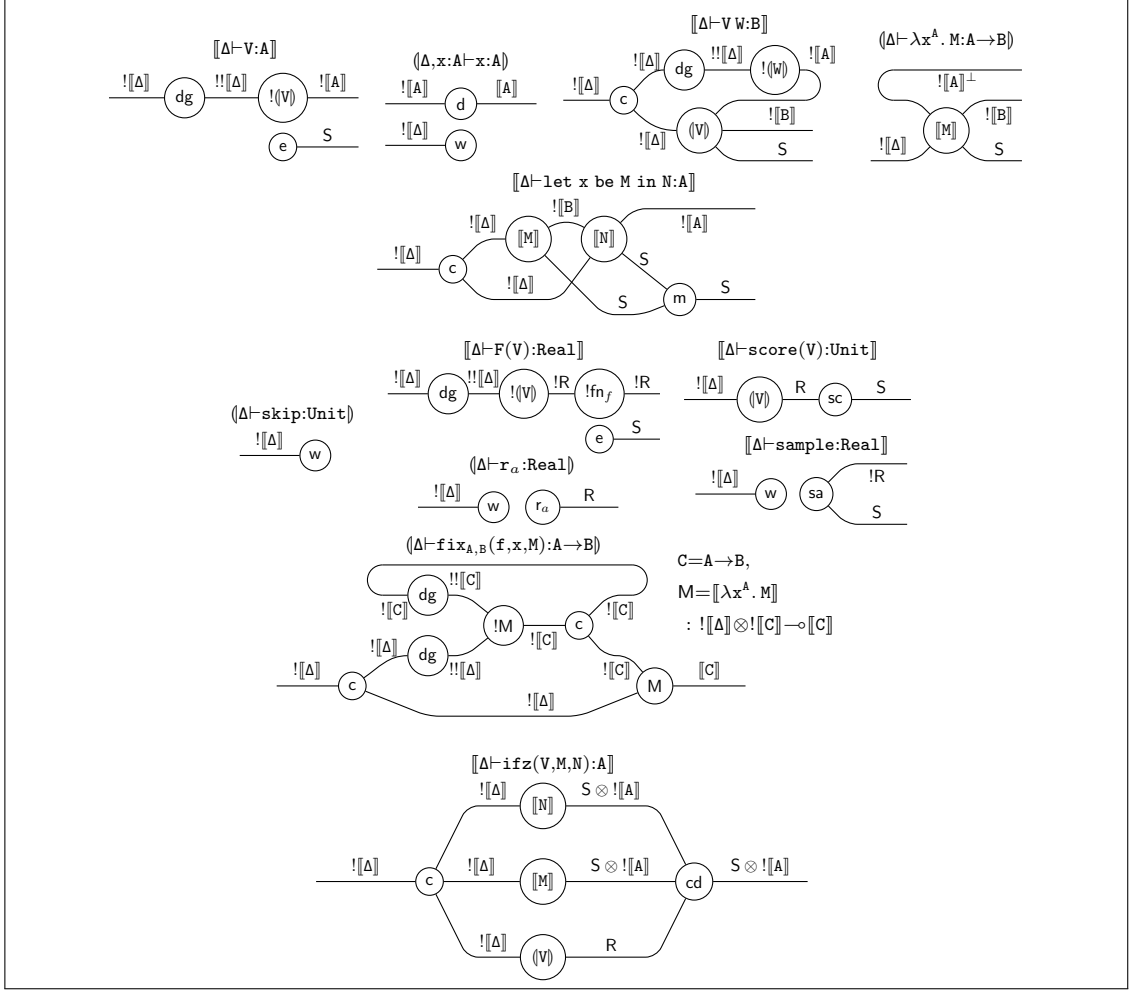 ⟦Δ⊢V:A⟧
!⟦Δ⟧ dg !!⟦Δ⟧ !⦇V⦈ !⟦A⟧
e S
⦇Δ,x:A⊢x:A⦈
!⟦A⟧ d ⟦A⟧
!⟦Δ⟧ w
⟦Δ⊢V W:B⟧
!⟦Δ⟧ c !⟦Δ⟧ dg !!⟦Δ⟧ !⦇W⦈ !⟦A⟧
!⟦Δ⟧ ⦇V⦈ !⟦B⟧
S
⦇Δ⊢λx^A. M:A→B⦈
!⟦A⟧^⊥
!⟦Δ⟧ ⟦M⟧ !⟦B⟧
S
⟦Δ⊢let x be M in N:A⟧
!⟦Δ⟧ c !⟦Δ⟧ ⟦M⟧ !⟦B⟧ ⟦N⟧ !⟦A⟧
!⟦Δ⟧ S S m S
⟦Δ⊢F(V):Real⟧
!⟦Δ⟧ dg !!⟦Δ⟧ !⦇V⦈ !R !fn_f !R
e S
⟦Δ⊢score(V):Unit⟧
!⟦Δ⟧ ⦇V⦈ R sc S
⦇Δ⊢skip:Unit⦈
!⟦Δ⟧ w
⦇Δ⊢r_a:Real⦈
!⟦Δ⟧ w r_a R
⟦Δ⊢sample:Real⟧
!⟦Δ⟧ w sa !R
S
⦇Δ⊢fix_{A,B}(f,x,M):A→B⦈
!⟦C⟧ dg !!⟦C⟧
!M !⟦C⟧ c !⟦C⟧
!⟦Δ⟧ c !⟦Δ⟧ dg !!⟦Δ⟧
!⟦C⟧ M ⟦C⟧
!⟦Δ⟧
C=A→B,
M=⟦λx^A. M⟧
: !⟦Δ⟧⊗!⟦C⟧⊸⟦C⟧
⟦Δ⊢ifz(V,M,N):A⟧
!⟦Δ⟧ ⟦N⟧ S ⊗ !⟦A⟧
!⟦Δ⟧ c !⟦Δ⟧ ⟦M⟧ S ⊗ !⟦A⟧ cd S ⊗ !⟦A⟧
!⟦Δ⟧ ⦇V⦈ R